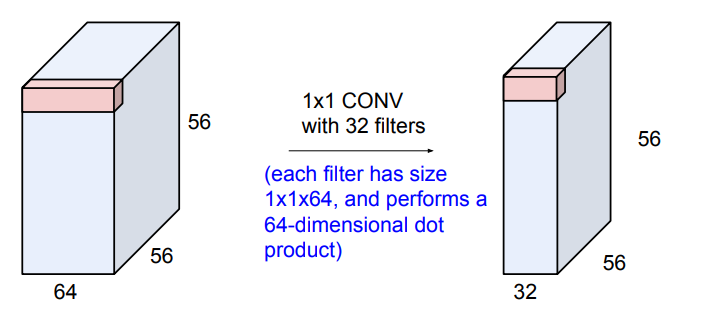 56
56
64
1x1 CONV
with 32 filters
(each filter has size
1x1x64, and performs a
64-dimensional dot
product)
56
56
32